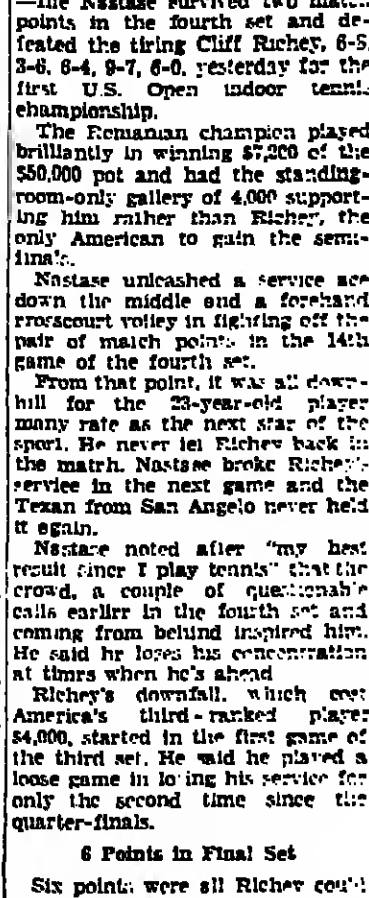 —Ilie Nastase survived two match
points in the fourth set and de-
feated the tiring Cliff Richey, 6-8,
3-6, 6-4, 9-7, 6-0, yesterday for the
first U.S. Open indoor tennis
championship.
The Romanian champion played
brilliantly in winning $7,200 of the
$50,000 pot and had the standing-
room-only gallery of 4,000 support-
ing him rather than Richey, the
only American to gain the semi-
finals.
Nastase unleashed a service ace
down the middle and a forehand
crosscourt volley in fighting off the
pair of match points in the 14th
game of the fourth set.
From that point, it was all down-
hill for the 23-year-old player
many rate as the next star of the
sport. He never let Richey back in
the match. Nastase broke Richey's
service in the next game and the
Texan from San Angelo never held
it again.
Nastase noted after "my best
result since I play tennis" that the
crowd, a couple of questionable
calls earlier in the fourth set and
coming from behind inspired him.
He said he loses his concentration
at times when he's ahead
Richey's downfall, which cost
America's third-ranked player
$4,000, started in the first game of
the third set. He said he played a
loose game in losing his service for
only the second time since the
quarter-finals.
6 Points in Final Set
Six points were all Richey could